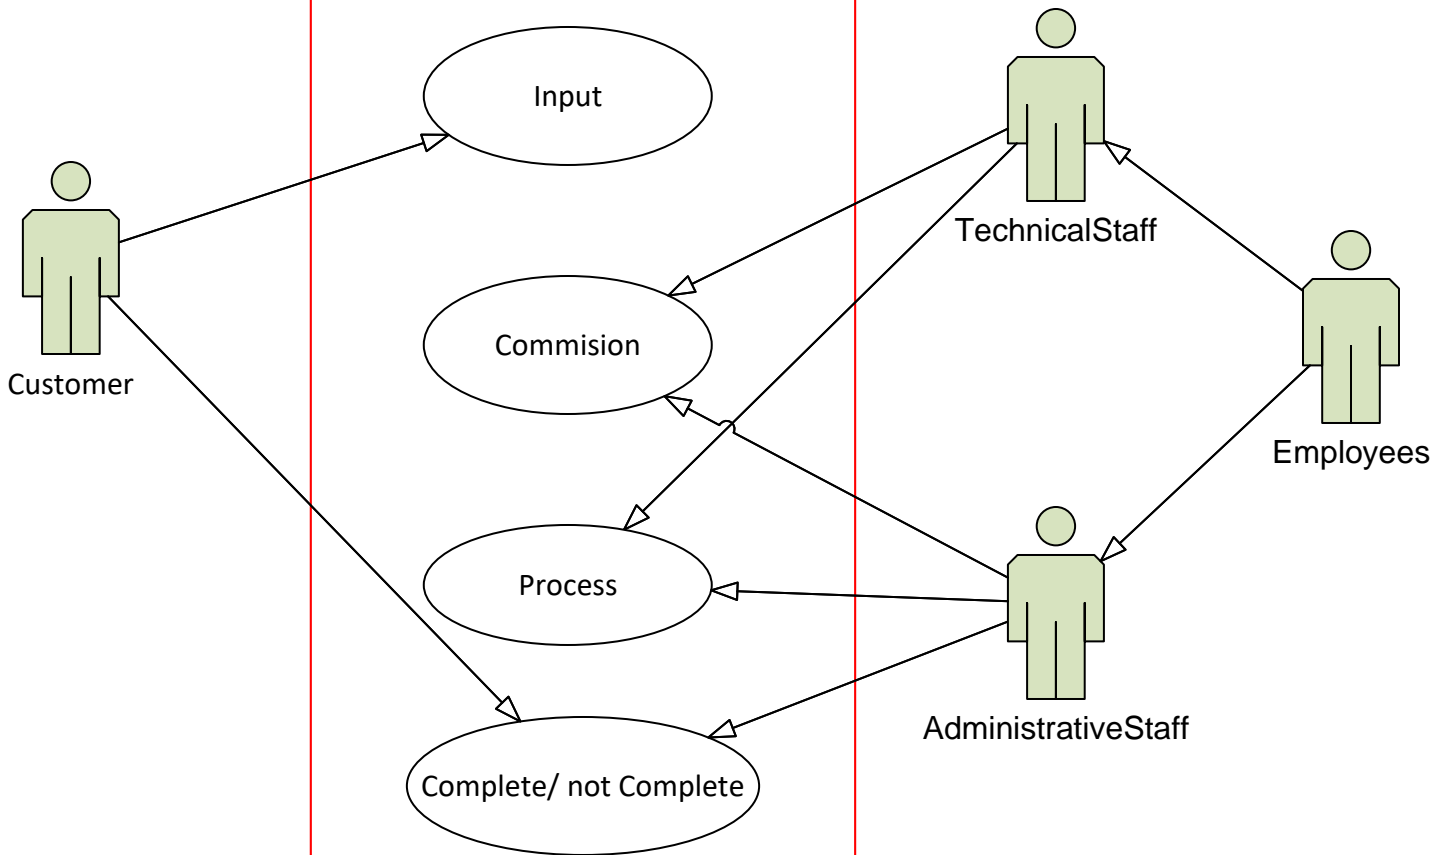 Input
TechnicalStaff
Commision
Customer
Employees
Process
AdministrativeStaff
Complete/ not Complete